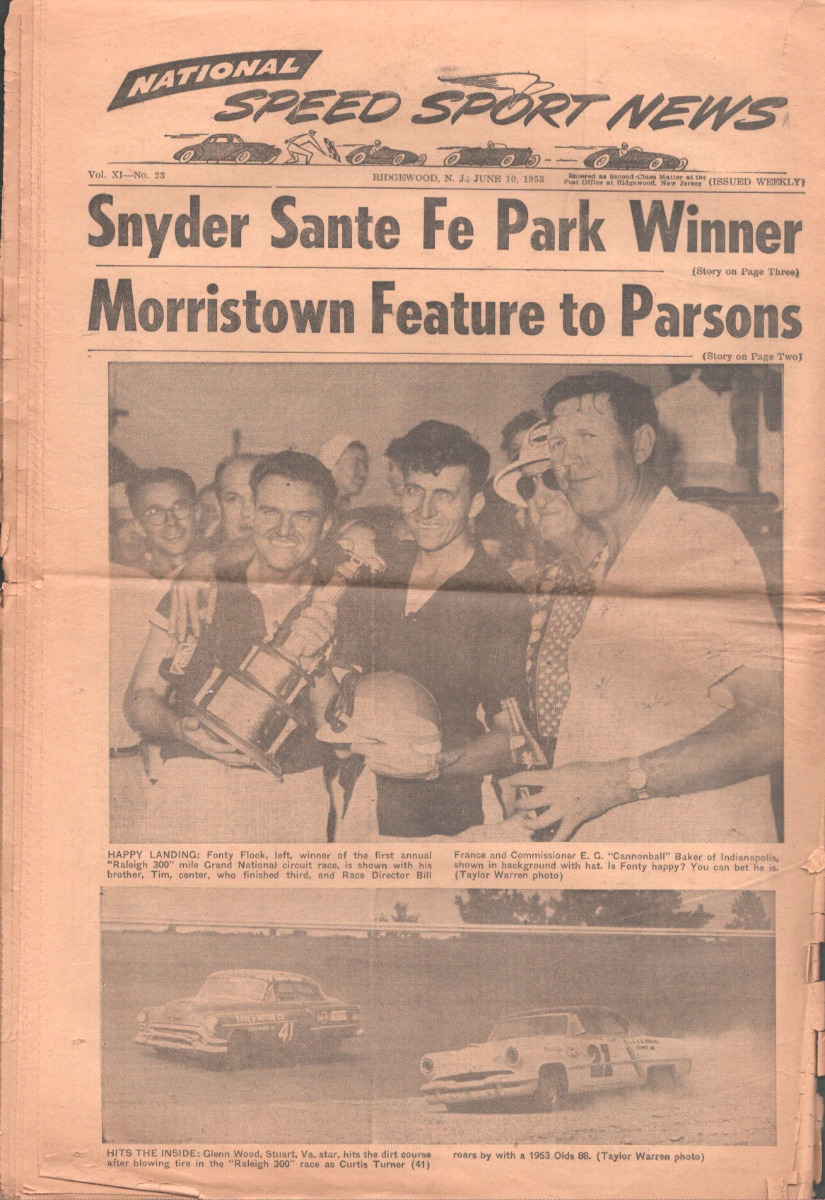 NATIONAL
SPEED SPORT NEWS
Vol. XI—No. 23
RIDGEWOOD, N. J., JUNE 10, 1953
Entered as Second-Class Matter at the
Post Office at Ridgewood, New Jersey
(ISSUED WEEKLY)
Snyder Sante Fe Park Winner
(Story on Page Three)
Morristown Feature to Parsons
(Story on Page Two)
HAPPY LANDING: Fonty Flock, left, winner of the first annual
"Raleigh 300" mile Grand National circuit race, is shown with his
brother, Tim, center, who finished third, and Race Director Bill
France and Commissioner E. G. "Cannonball" Baker of Indianapolis,
shown in background with hat. Is Fonty happy? You can bet he is.
(Taylor Warren photo)
41
21
HITS THE INSIDE: Glenn Wood, Stuart, Va. star, hits the dirt course
after blowing tire in the "Raleigh 300" race as Curtis Turner (41)
roars by with a 1953 Olds 88. (Taylor Warren photo)